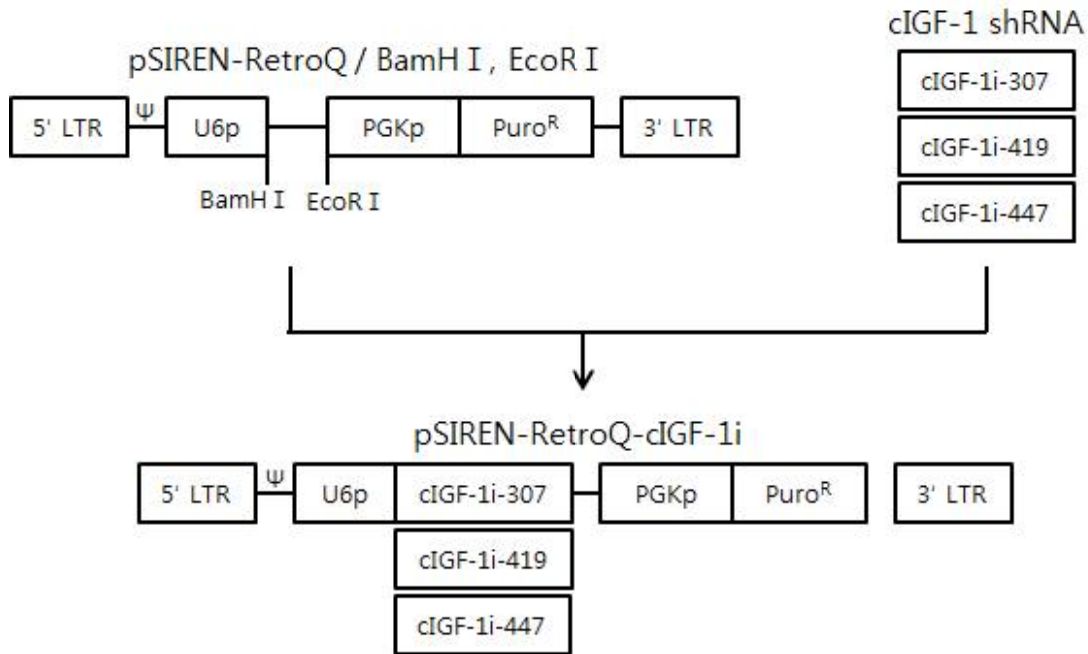 cIGF-1 shRNA
pSIREN-RetroQ / BamH I , EcoR I
cIGF-1i-307
cIGF-1i-419
cIGF-1i-447
5' LTR Ψ U6p PGKp Puroᴿ 3' LTR
BamH I EcoR I
pSIREN-RetroQ-cIGF-1i
5' LTR Ψ U6p cIGF-1i-307 PGKp Puroᴿ 3' LTR
cIGF-1i-419
cIGF-1i-447